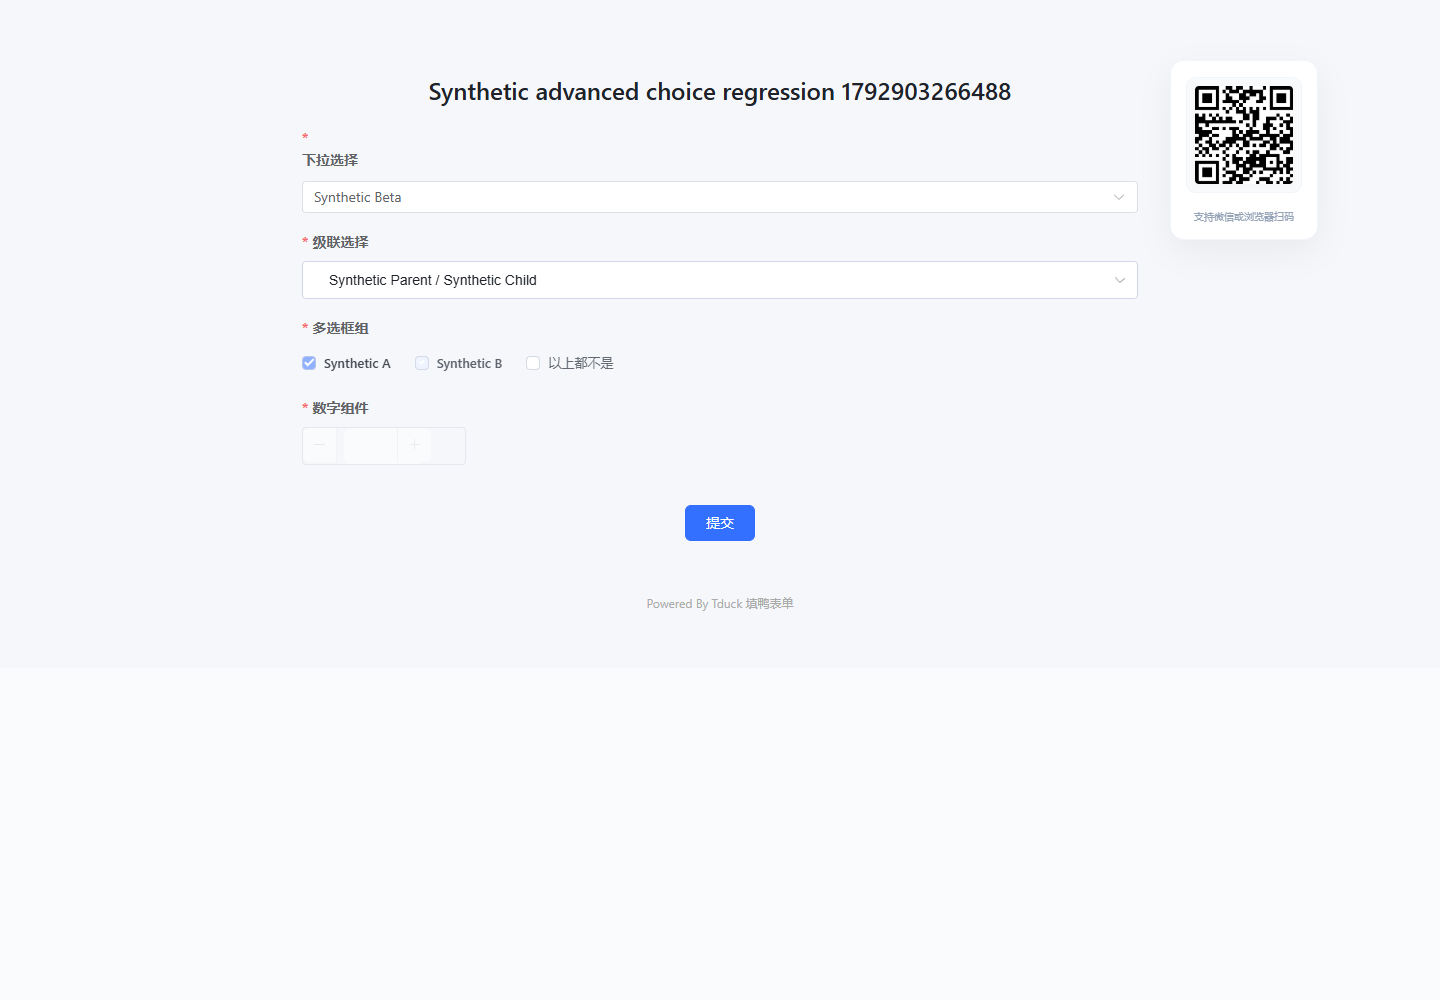 Synthetic advanced choice regression 1792903266488
*
下拉选择
Synthetic Beta
* 级联选择
Synthetic Parent / Synthetic Child
* 多选框组
Synthetic A Synthetic B 以上都不是
* 数字组件
提交
支持微信或浏览器扫码
Powered By Tduck 填鸭表单